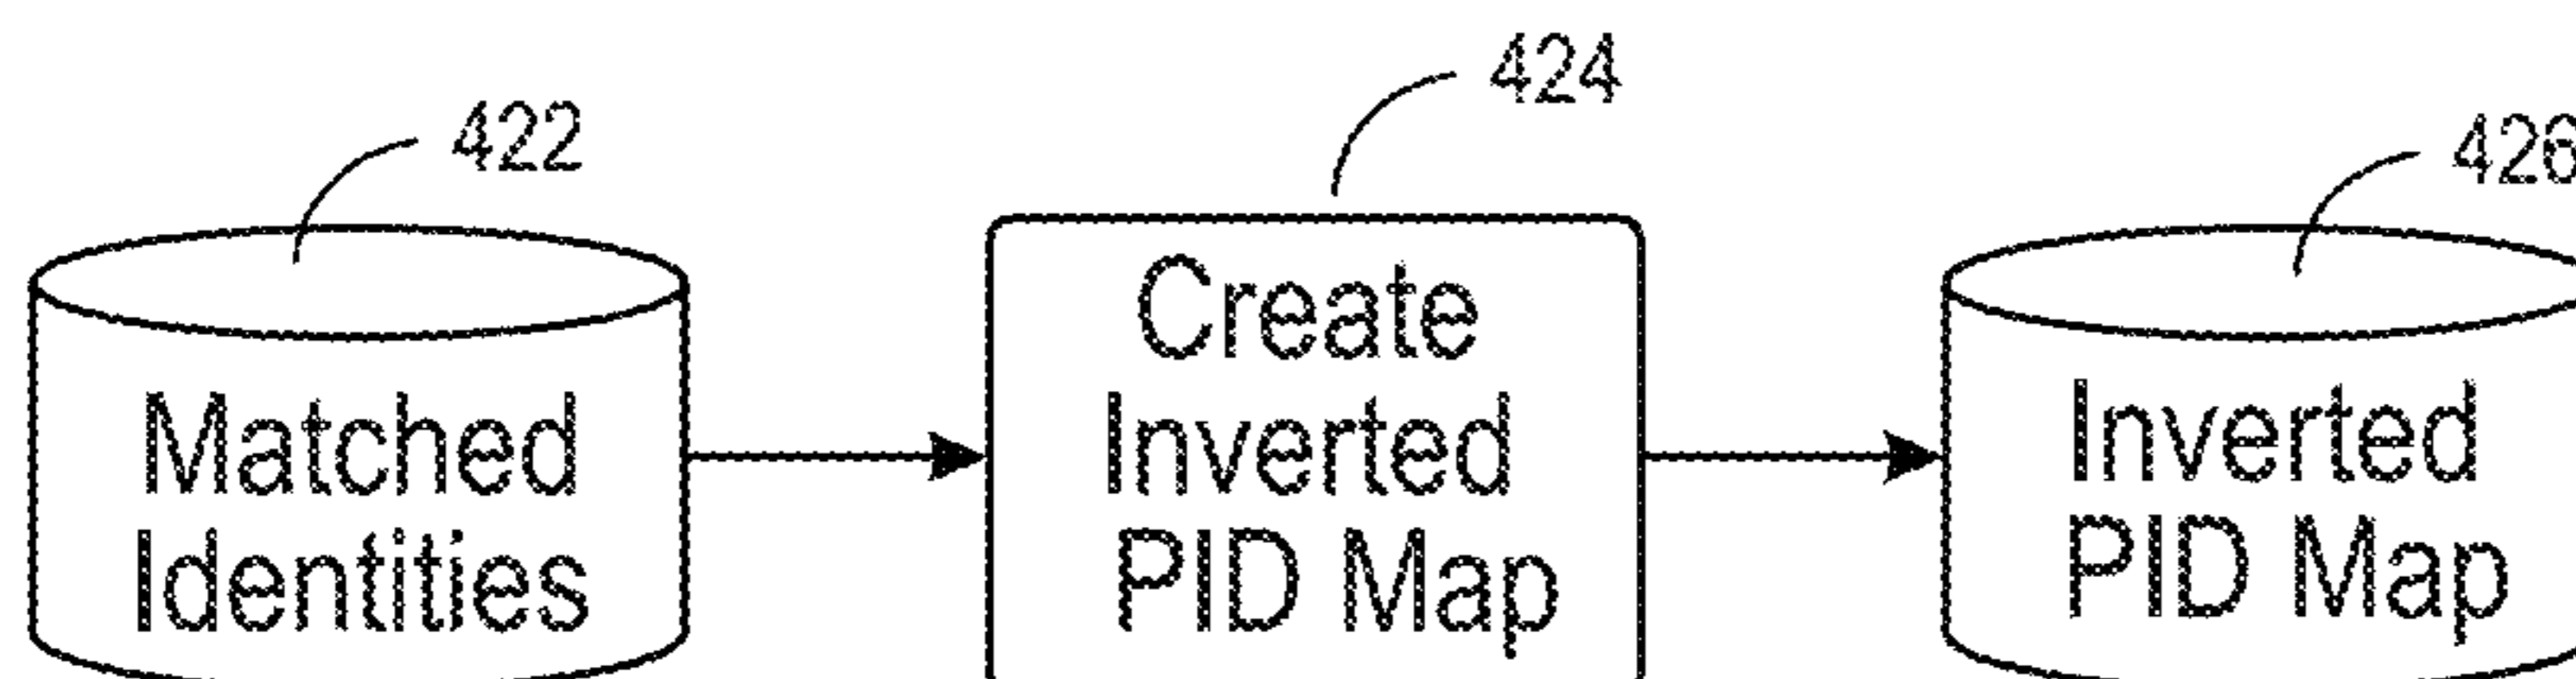 422
424
426
Matched
Identities
Create
Inverted
PID Map
Inverted
PID Map